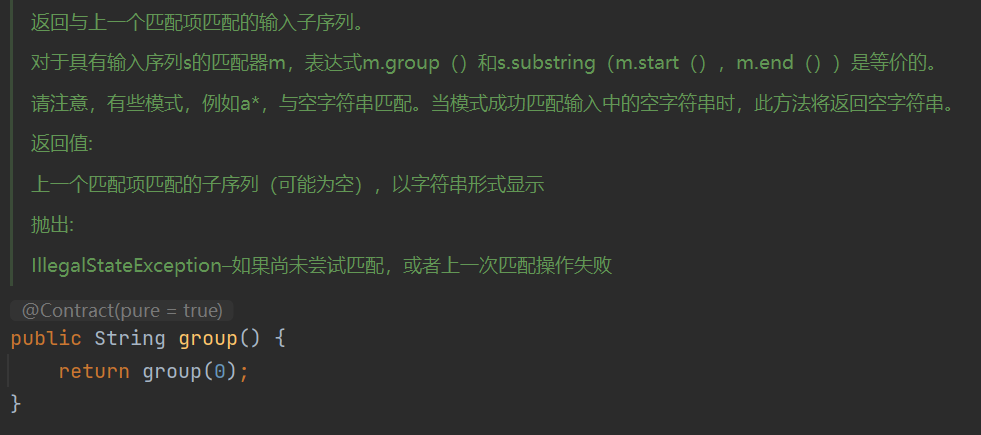 返回与上一个匹配项匹配的输入子序列。
对于具有输入序列s的匹配器m，表达式m.group（）和s.substring（m.start（），m.end（））是等价的。
请注意，有些模式，例如a*，与空字符串匹配。当模式成功匹配输入中的空字符串时，此方法将返回空字符串。
返回值:
上一个匹配项匹配的子序列（可能为空），以字符串形式显示
抛出:
IllegalStateException–如果尚未尝试匹配，或者上一次匹配操作失败
@Contract(pure = true)
public String group() {
    return group(0);
}